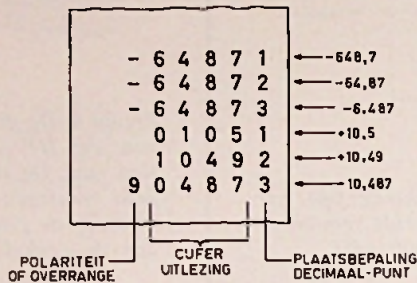 - 6 4 8 7 1 -648,7
- 6 4 8 7 2 -64,87
- 6 4 8 7 3 -6.487
0 1 0 5 1 +10,5
1 0 4 9 2 +10,49
9 0 4 8 7 3 10,487
POLARITEIT OF OVERRANGE
CIJFER UITLEZING
PLAATSBEPALING DECIMAAL-PUNT